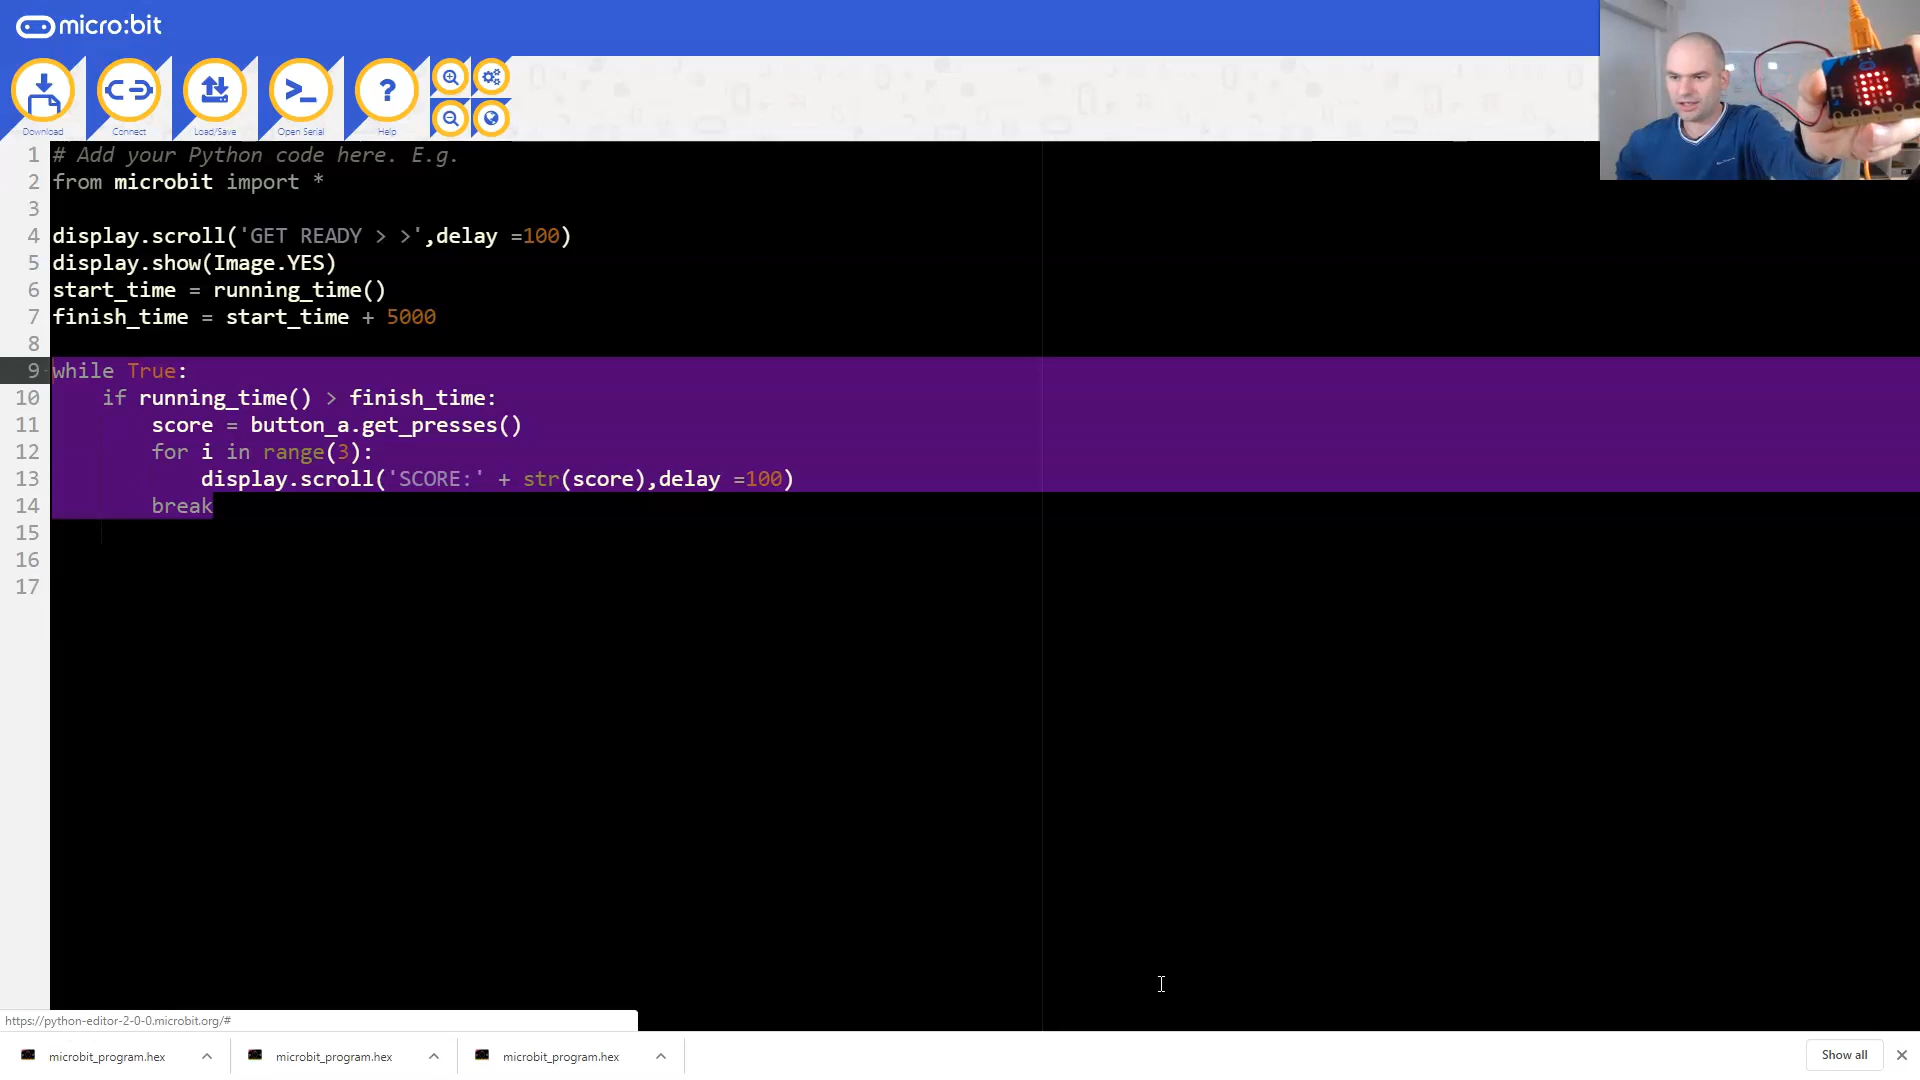 micro:bit
Download
Connect
Load/Save
Open Serial
?
Help
1 # Add your Python code here. E.g.
2 from microbit import *
3
4 display.scroll('GET READY > >',delay =100)
5 display.show(Image.YES)
6 start_time = running_time()
7 finish_time = start_time + 5000
8
9 while True:
10 if running_time() > finish_time:
11 score = button_a.get_presses()
12 for i in range(3):
13 display.scroll('SCORE:' + str(score),delay =100)
14 break
15
16
17
https://python-editor-2-0-0.microbit.org/#
microbit_program.hex
microbit_program.hex
microbit_program.hex
Show all